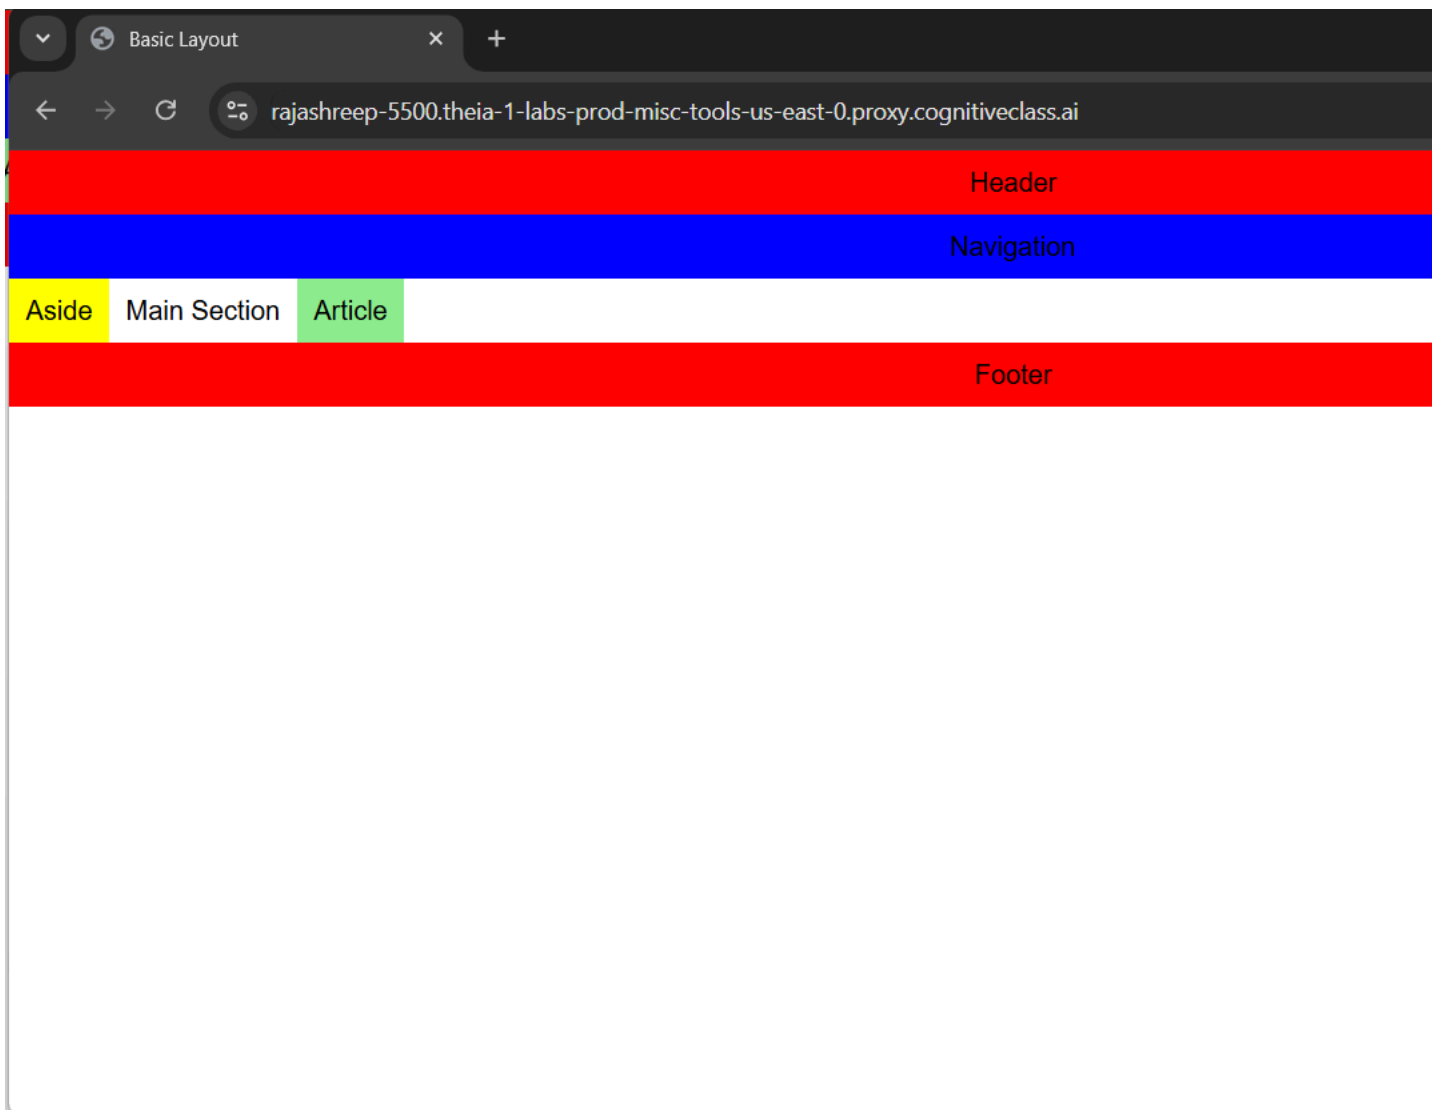 Basic Layout
rajashreep-5500.theia-1-labs-prod-misc-tools-us-east-0.proxy.cognitiveclass.ai
Header
Navigation
Aside Main Section Article
Footer